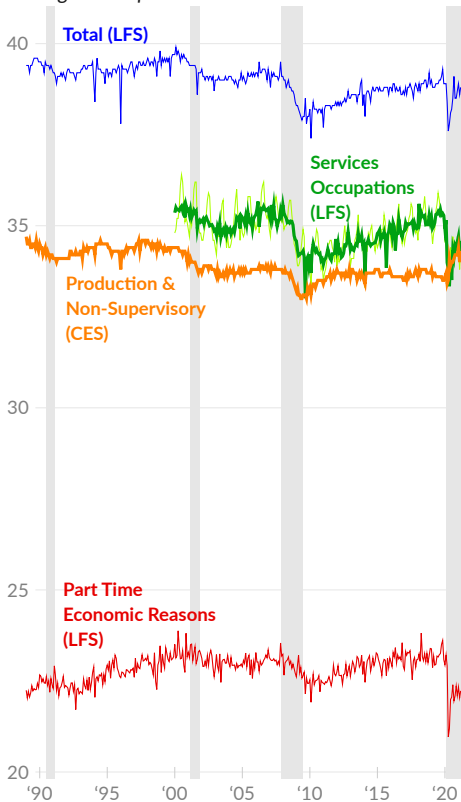 40
Total (LFS)
Services
Occupations
(LFS)
35
Production &
Non-Supervisory
(CES)
30
25
Part Time
Economic Reasons
(LFS)
20
'90 '95 '00 '05 '10 '15 '20